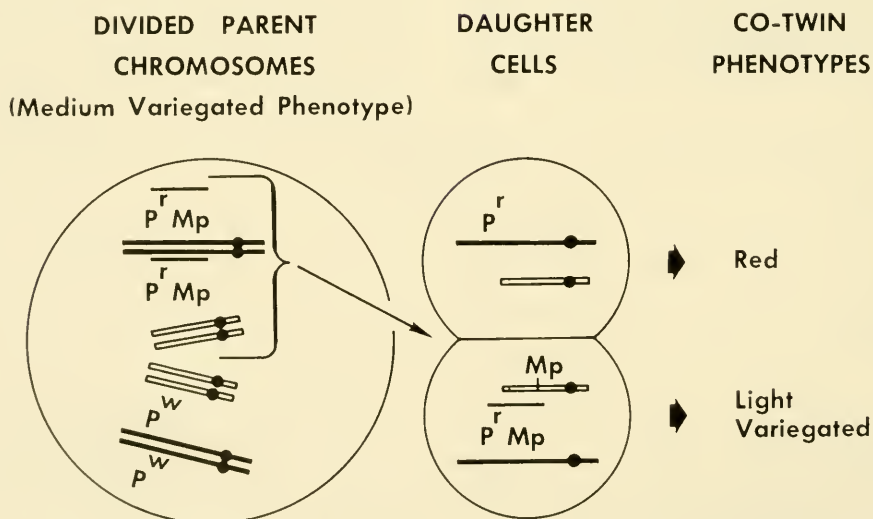 DIVIDED PARENT
CHROMOSOMES
(Medium Variegated Phenotype)
DAUGHTER
CELLS
CO-TWIN
PHENOTYPES
P^r Mp
P^r Mp
P^w
P^w
P^r
Red
Mp
P^r Mp
Light
Variegated